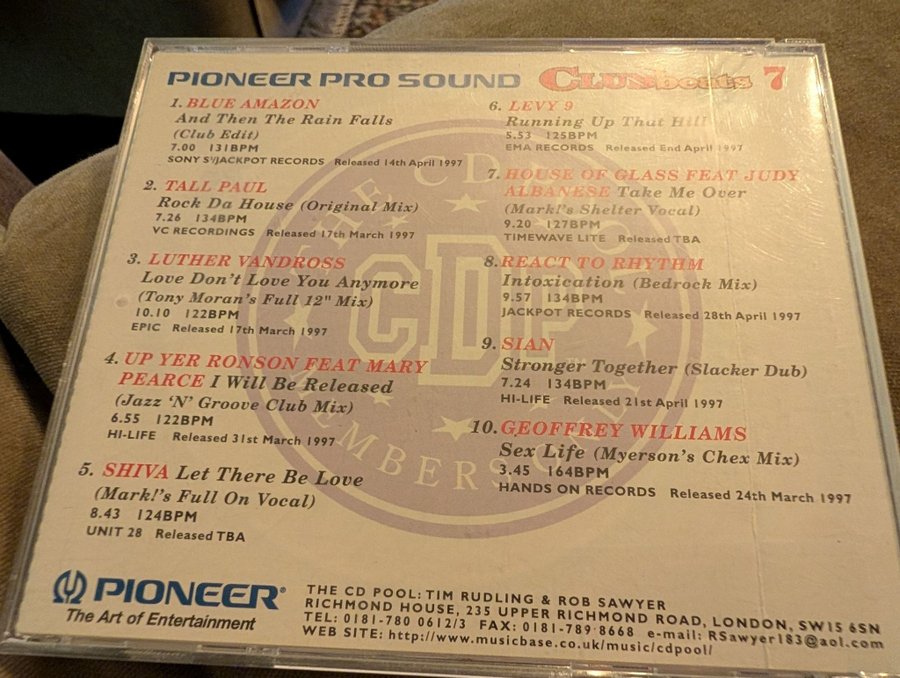 PIONEER PRO SOUND CLUBbeats 7
1. BLUE AMAZON
And Then The Rain Falls
(Club Edit)
7.00 131BPM
SONY S³/JACKPOT RECORDS Released 14th April 1997
2. TALL PAUL
Rock Da House (Original Mix)
7.26 134BPM
VC RECORDINGS Released 17th March 1997
3. LUTHER VANDROSS
Love Don't Love You Anymore
(Tony Moran's Full 12" Mix)
10.10 122BPM
EPIC Released 17th March 1997
4. UP YER RONSON FEAT MARY
PEARCE I Will Be Released
(Jazz 'N' Groove Club Mix)
6.55 122BPM
HI-LIFE Released 31st March 1997
5. SHIVA Let There Be Love
(Mark!'s Full On Vocal)
8.43 124BPM
UNIT 28 Released TBA
6. LEVY 9
Running Up That Hill
5.53 125BPM
EMA RECORDS Released End April 1997
7. HOUSE OF GLASS FEAT JUDY
ALBANESE Take Me Over
(Mark!'s Shelter Vocal)
9.20 127BPM
TIMEWAVE LITE Released TBA
8. REACT TO RHYTHM
Intoxication (Bedrock Mix)
9.57 134BPM
JACKPOT RECORDS Released 28th April 1997
9. SIAN
Stronger Together (Slacker Dub)
7.24 134BPM
HI-LIFE Released 21st April 1997
10. GEOFFREY WILLIAMS
Sex Life (Myerson's Chex Mix)
3.45 164BPM
HANDS ON RECORDS Released 24th March 1997
THE CD POOL
CDP
MEMBERS ONLY
PIONEER®
The Art of Entertainment
THE CD POOL: TIM RUDLING & ROB SAWYER
RICHMOND HOUSE, 235 UPPER RICHMOND ROAD, LONDON, SW15 6SN
TEL: 0181-780 0612/3 FAX: 0181-789 8668 e-mail: RSawyer183@aol.com
WEB SITE: http://www.musicbase.co.uk/music/cdpool/